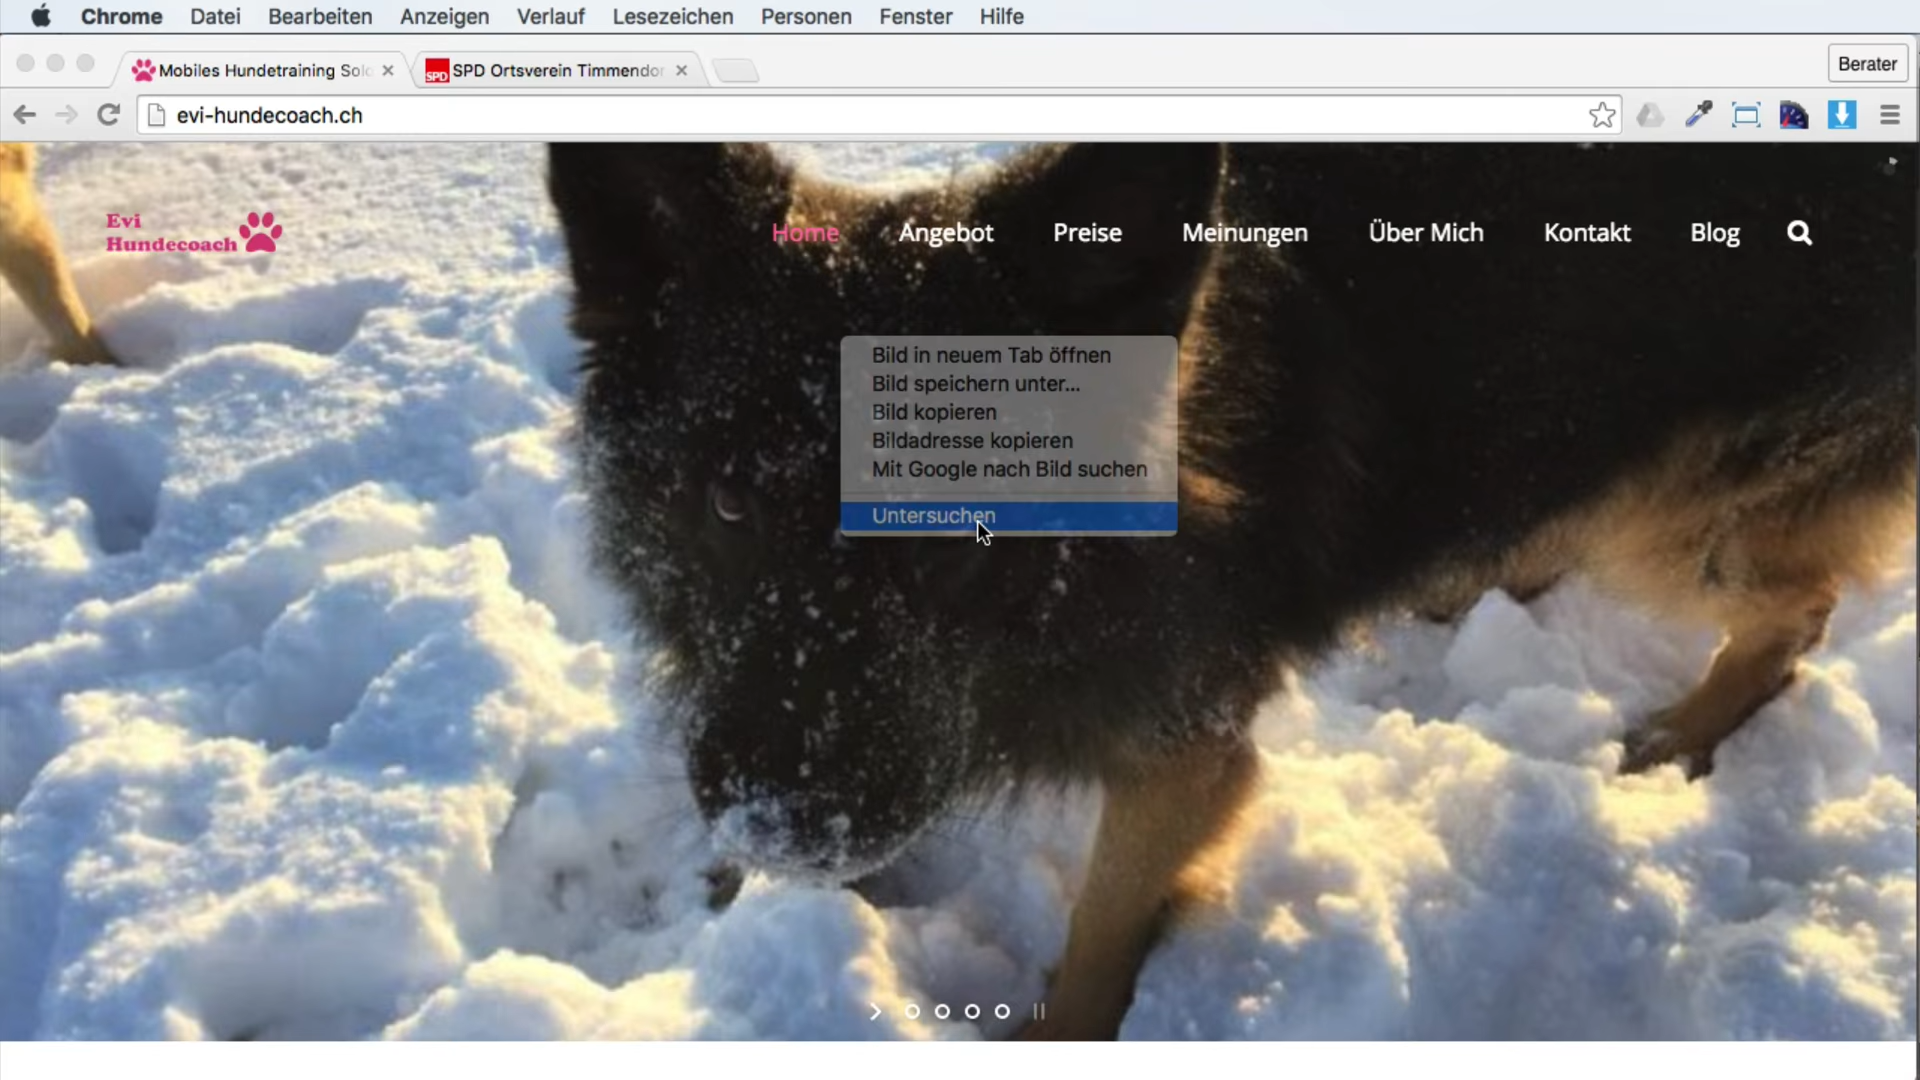 Chrome Datei Bearbeiten Anzeigen Verlauf Lesezeichen Personen Fenster Hilfe
Mobiles Hundetraining Solo
SPD SPD Ortsverein Timmendor
Berater
evi-hundecoach.ch
Evi
Hundecoach
Home Angebot Preise Meinungen Über Mich Kontakt Blog
Bild in neuem Tab öffnen
Bild speichern unter...
Bild kopieren
Bildadresse kopieren
Mit Google nach Bild suchen
Untersuchen